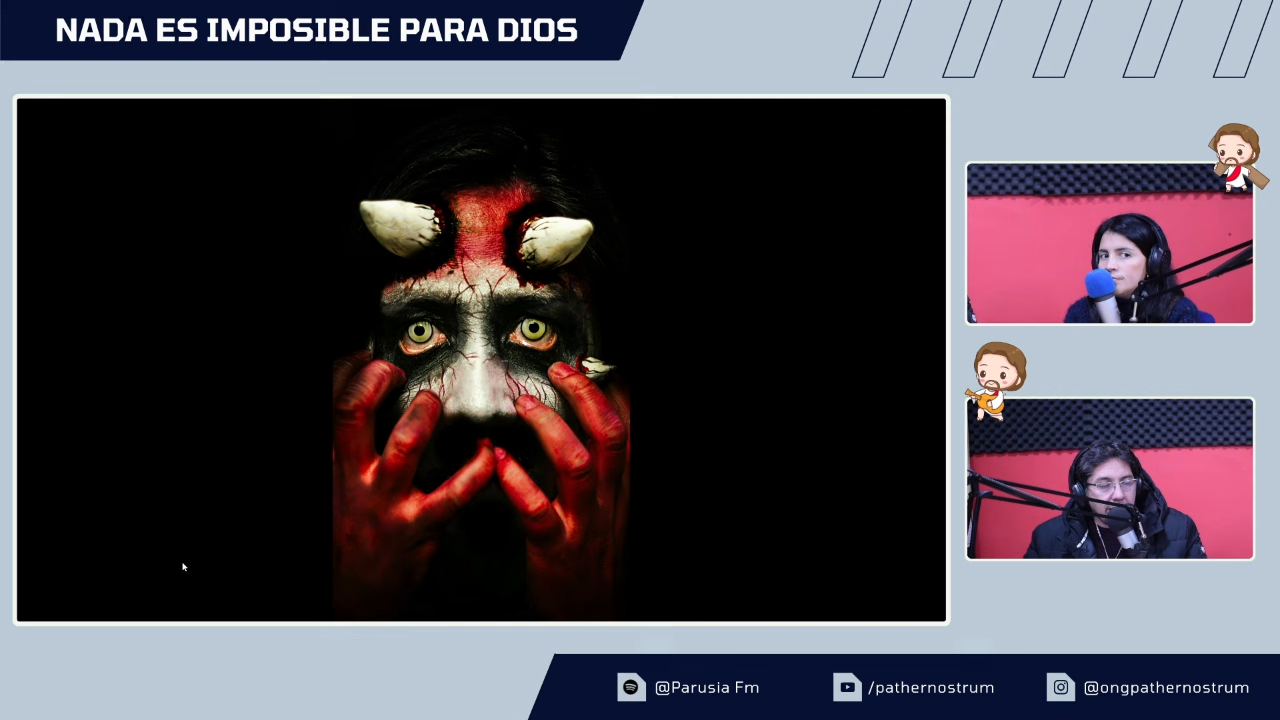 NADA ES IMPOSIBLE PARA DIOS
@Parusia Fm
/pathernostrum
@ongpathernostrum